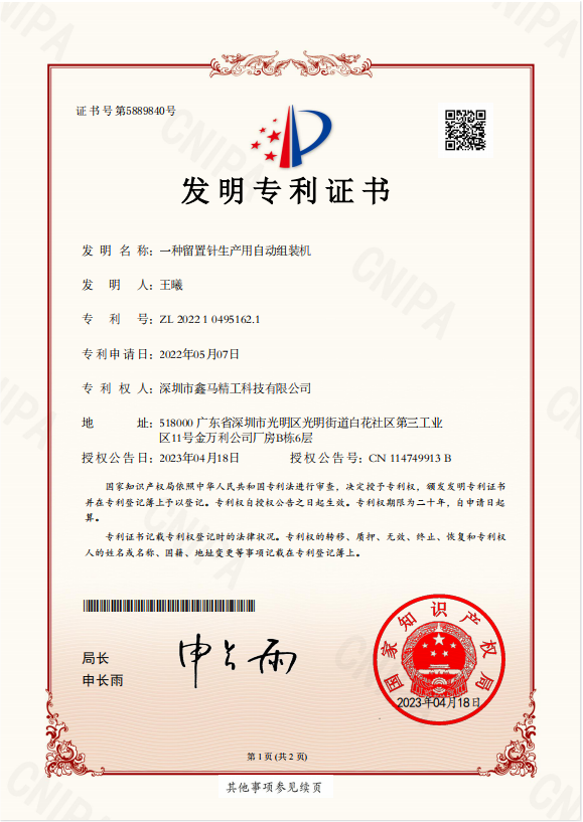 证书号第5889840号
发明专利证书
发明名称：一种留置针生产用自动组装机
发明人：王曦
专利号：ZL 2022 1 0495162.1
专利申请日：2022年05月07日
专利权人：深圳市鑫马精工科技有限公司
地址：518000 广东省深圳市光明区光明街道白花社区第三工业
区11号金万利公司厂房B栋6层
授权公告日：2023年04月18日 授权公告号：CN 114749913 B
国家知识产权局依照中华人民共和国专利法进行审查，决定授予专利权，颁发发明专利证书
并在专利登记簿上予以登记。专利权自授权公告之日起生效。专利权期限为二十年，自申请日起
算。
专利证书记载专利权登记时的法律状况。专利权的转移、质押、无效、终止、恢复和专利权
人的姓名或名称、国籍、地址变更等事项记载在专利登记簿上。
局长
申长雨
申长雨
国家知识产权局
2023年04月18日
第 1 页 (共 2 页)
其他事项参见续页
CNIPA
CNIPA
CNIPA
CNIPA
CNIPA
CNIPA
CNIPA
CNIPA